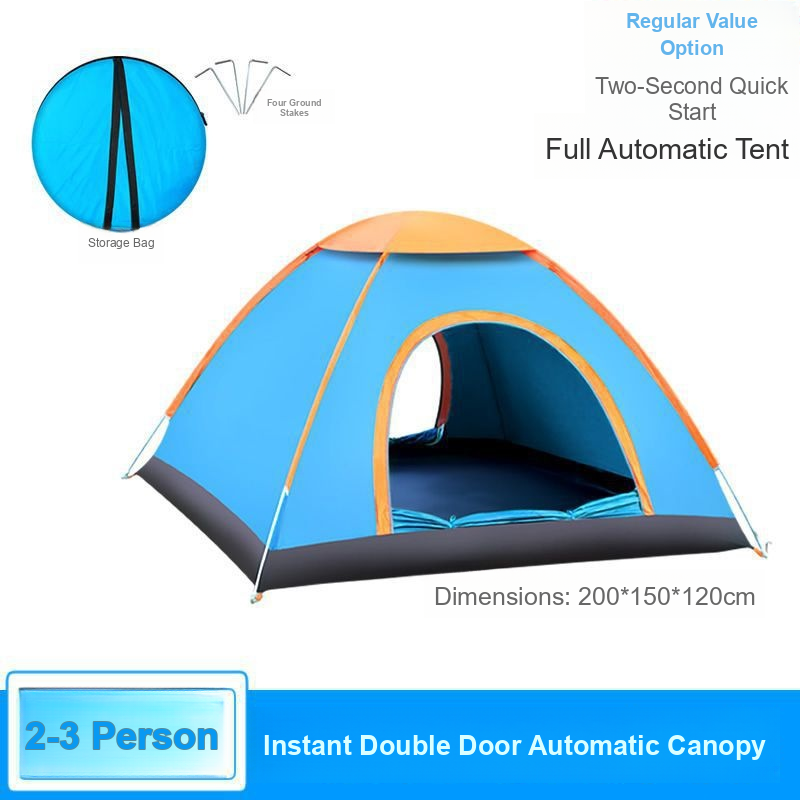 Regular Value
Option
Two-Second Quick
Start
Full Automatic Tent
Four Ground
Stakes
Storage Bag
Dimensions: 200*150*120cm
2-3 Person
Instant Double Door Automatic Canopy